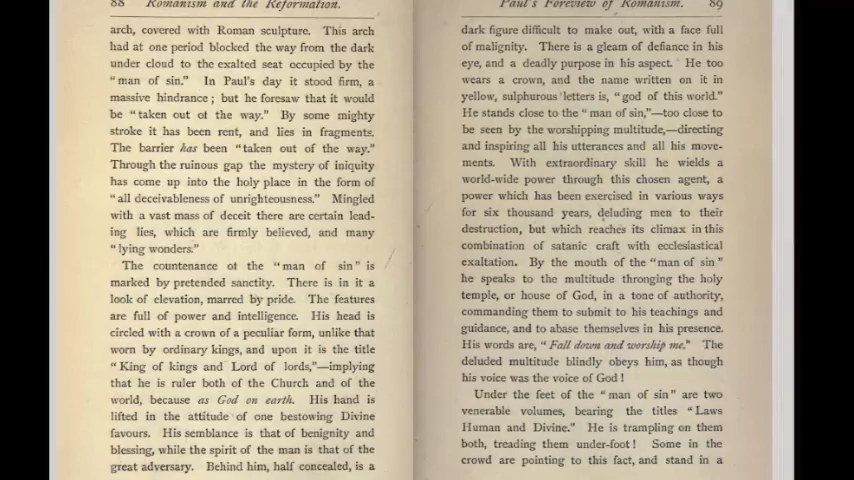 88 Romanism and the Reformation.
arch, covered with Roman sculpture. This arch
had at one period blocked the way from the dark
under cloud to the exalted seat occupied by the
“man of sin.” In Paul's day it stood firm, a
massive hindrance; but he foresaw that it would
be “taken out ot the way.” By some mighty
stroke it has been rent, and lies in fragments.
The barrier has been “taken out of the way.”
Through the ruinous gap the mystery of iniquity
has come up into the holy place in the form of
“all deceivableness of unrighteousness.” Mingled
with a vast mass of deceit there are certain lead-
ing lies, which are firmly believed, and many
“lying wonders.”
The countenance ot the “man of sin” is
marked by pretended sanctity. There is in it a
look of elevation, marred by pride. The features
are full of power and intelligence. His head is
circled with a crown of a peculiar form, unlike that
worn by ordinary kings, and upon it is the title
“King of kings and Lord of lords,”—implying
that he is ruler both of the Church and of the
world, because as God on earth. His hand is
lifted in the attitude of one bestowing Divine
favours. His semblance is that of benignity and
blessing, while the spirit of the man is that of the
great adversary. Behind him, half concealed, is a
Paul's Foreview of Romanism. 89
dark figure difficult to make out, with a face full
of malignity. There is a gleam of defiance in his
eye, and a deadly purpose in his aspect. He too
wears a crown, and the name written on it in
yellow, sulphurous letters is, “god of this world.”
He stands close to the “man of sin,”—too close to
be seen by the worshipping multitude,—directing
and inspiring all his utterances and all his move-
ments. With extraordinary skill he wields a
world-wide power through this chosen agent, a
power which has been exercised in various ways
for six thousand years, deluding men to their
destruction, but which reaches its climax in this
combination of satanic craft with ecclesiastical
exaltation. By the mouth of the “man of sin”
he speaks to the multitude thronging the holy
temple, or house of God, in a tone of authority,
commanding them to submit to his teachings and
guidance, and to abase themselves in his presence.
His words are, “Fall down and worship me.” The
deluded multitude blindly obeys him, as though
his voice was the voice of God!
Under the feet of the “man of sin” are two
venerable volumes, bearing the titles “Laws
Human and Divine.” He is trampling on them
both, treading them under-foot! Some in the
crowd are pointing to this fact, and stand in a